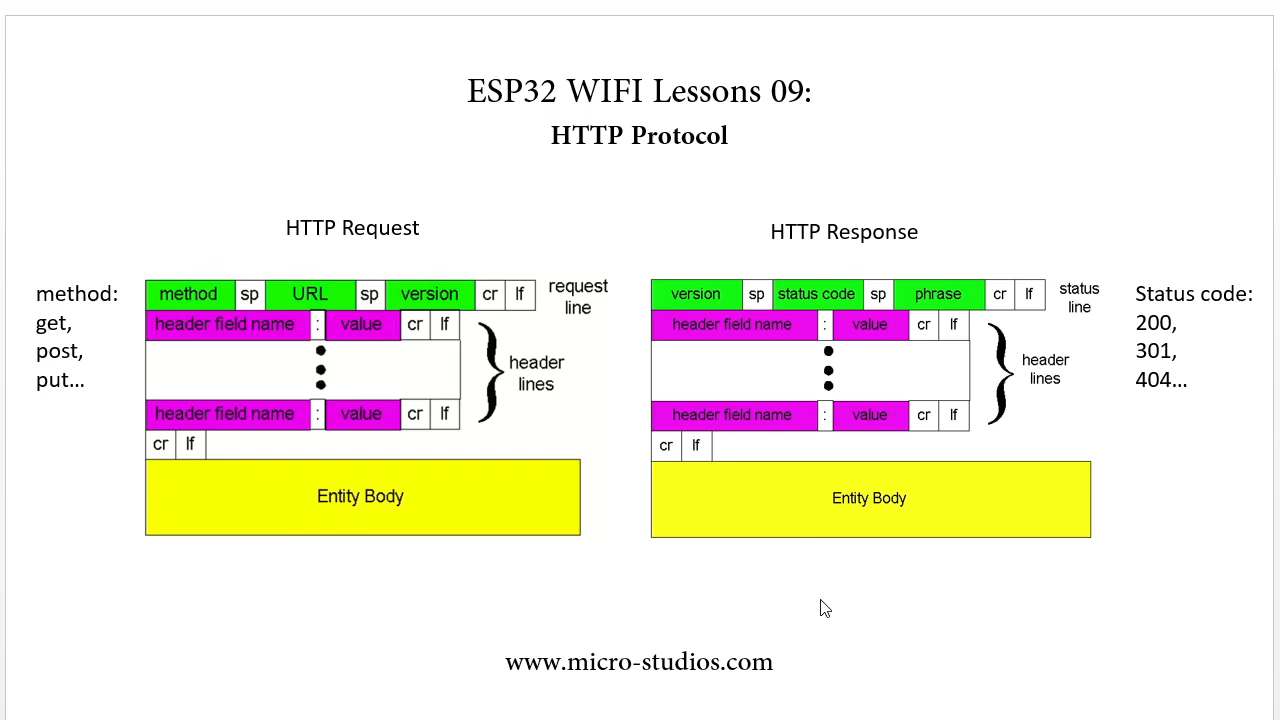 ESP32 WIFI Lessons 09:
HTTP Protocol
HTTP Request
method:
get,
post,
put...
method sp URL sp version cr lf
request
line
header field name : value cr lf
header
lines
header field name : value cr lf
cr lf
Entity Body
HTTP Response
version sp status code sp phrase cr lf
status
line
header field name : value cr lf
header
lines
header field name : value cr lf
cr lf
Entity Body
Status code:
200,
301,
404...
www.micro-studios.com